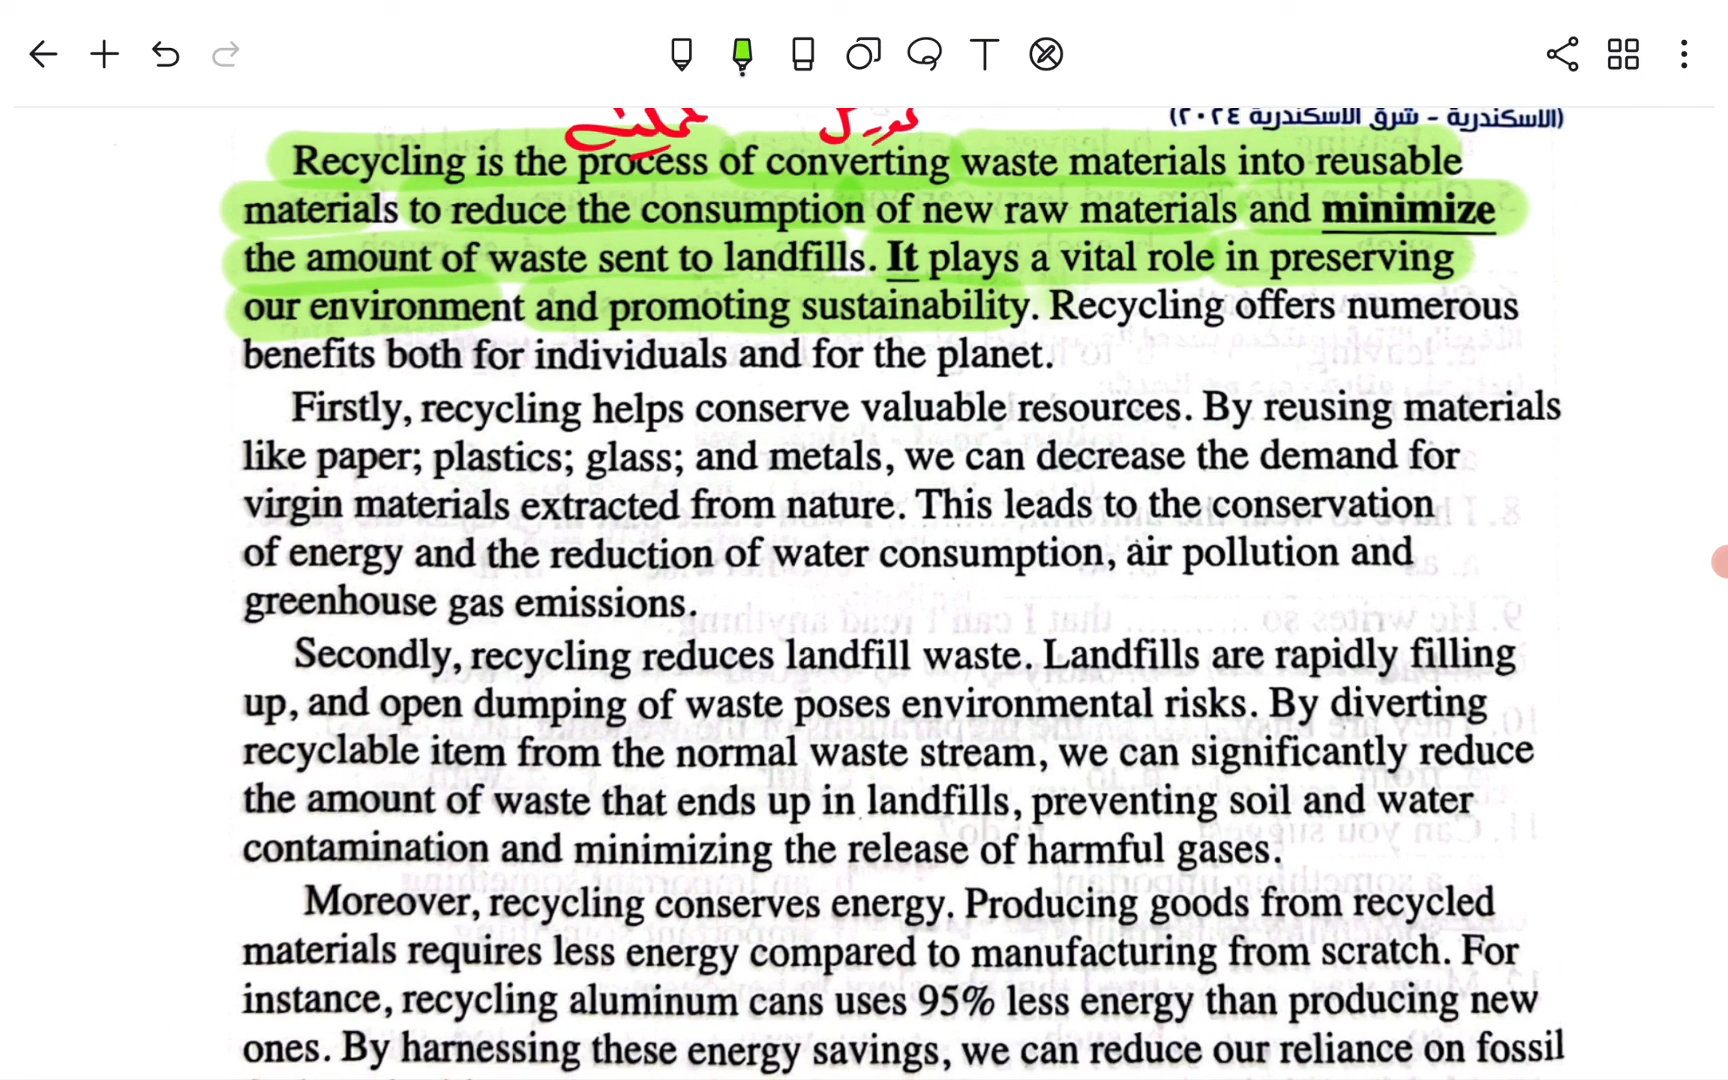 (الاسكندرية - شرق الاسكندرية ٢٠٢٤)
عملية تحويل
Recycling is the process of converting waste materials into reusable
materials to reduce the consumption of new raw materials and minimize
the amount of waste sent to landfills. It plays a vital role in preserving
our environment and promoting sustainability. Recycling offers numerous
benefits both for individuals and for the planet.
Firstly, recycling helps conserve valuable resources. By reusing materials
like paper; plastics; glass; and metals, we can decrease the demand for
virgin materials extracted from nature. This leads to the conservation
of energy and the reduction of water consumption, air pollution and
greenhouse gas emissions.
Secondly, recycling reduces landfill waste. Landfills are rapidly filling
up, and open dumping of waste poses environmental risks. By diverting
recyclable item from the normal waste stream, we can significantly reduce
the amount of waste that ends up in landfills, preventing soil and water
contamination and minimizing the release of harmful gases.
Moreover, recycling conserves energy. Producing goods from recycled
materials requires less energy compared to manufacturing from scratch. For
instance, recycling aluminum cans uses 95% less energy than producing new
ones. By harnessing these energy savings, we can reduce our reliance on fossil